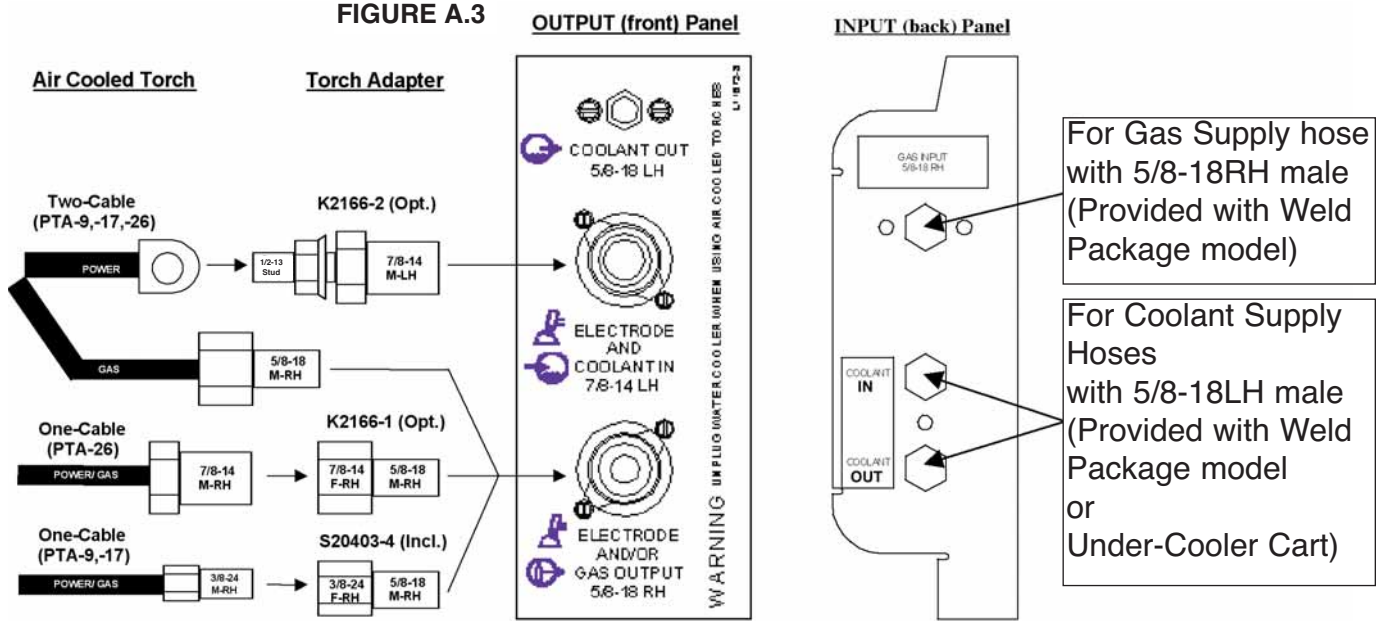 FIGURE A.3
OUTPUT (front) Panel
INPUT (back) Panel
Air Cooled Torch
Torch Adapter
Two-Cable
(PTA-9,-17,-26)
POWER
GAS
K2166-2 (Opt.)
1/2-13
Stud
7/8-14
M-LH
5/8-18
M-RH
One-Cable
(PTA-26)
POWER/ GAS
7/8-14
M-RH
K2166-1 (Opt.)
7/8-14
F-RH
5/8-18
M-RH
One-Cable
(PTA-9,-17)
POWER/ GAS
3/8-24
M-RH
S20403-4 (Incl.)
3/8-24
F-RH
5/8-18
M-RH
COOLANT OUT
5/8-18 LH
ELECTRODE
AND
COOLANT IN
7/8-14 LH
ELECTRODE
AND/OR
GAS OUTPUT
5/8-18 RH
WARNING UNPLUG WATER COOLER WHEN USING AIR COOLED TORCHES
GAS INPUT
5/8-18 RH
COOLANT
IN
COOLANT
OUT
For Gas Supply hose
with 5/8-18RH male
(Provided with Weld
Package model)
For Coolant Supply
Hoses
with 5/8-18LH male
(Provided with Weld
Package model
or
Under-Cooler Cart)